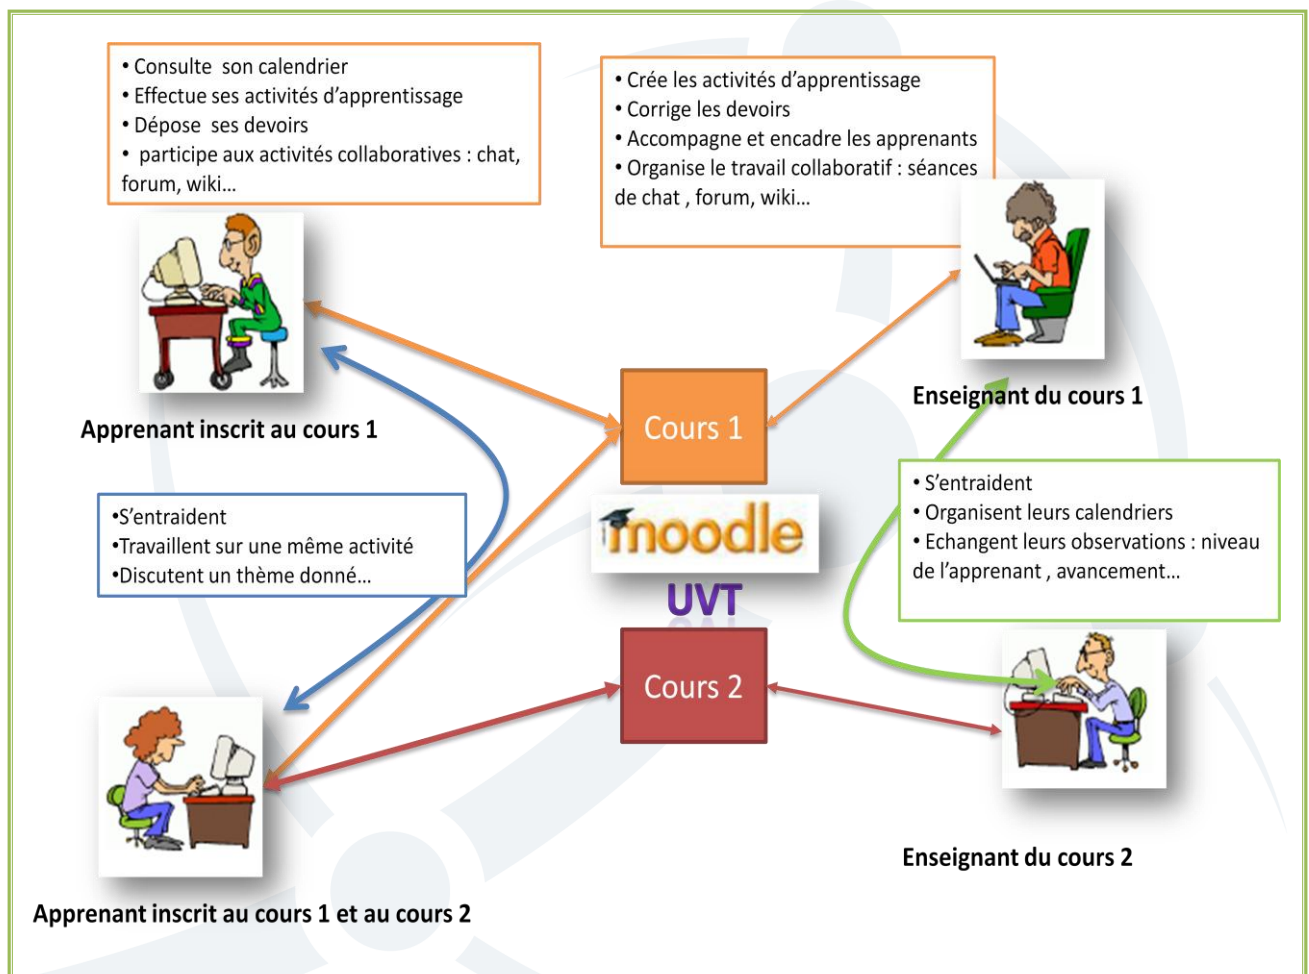 • Consulte son calendrier
• Effectue ses activités d'apprentissage
• Dépose ses devoirs
• participe aux activités collaboratives : chat,
forum, wiki…
• Crée les activités d'apprentissage
• Corrige les devoirs
• Accompagne et encadre les apprenants
• Organise le travail collaboratif : séances
de chat , forum, wiki…
Apprenant inscrit au cours 1
Cours 1
Enseignant du cours 1
•S'entraident
•Travaillent sur une même activité
•Discutent un thème donné…
moodle
UVT
• S'entraident
• Organisent leurs calendriers
• Echangent leurs observations : niveau
de l'apprenant , avancement…
Cours 2
Enseignant du cours 2
Apprenant inscrit au cours 1 et au cours 2